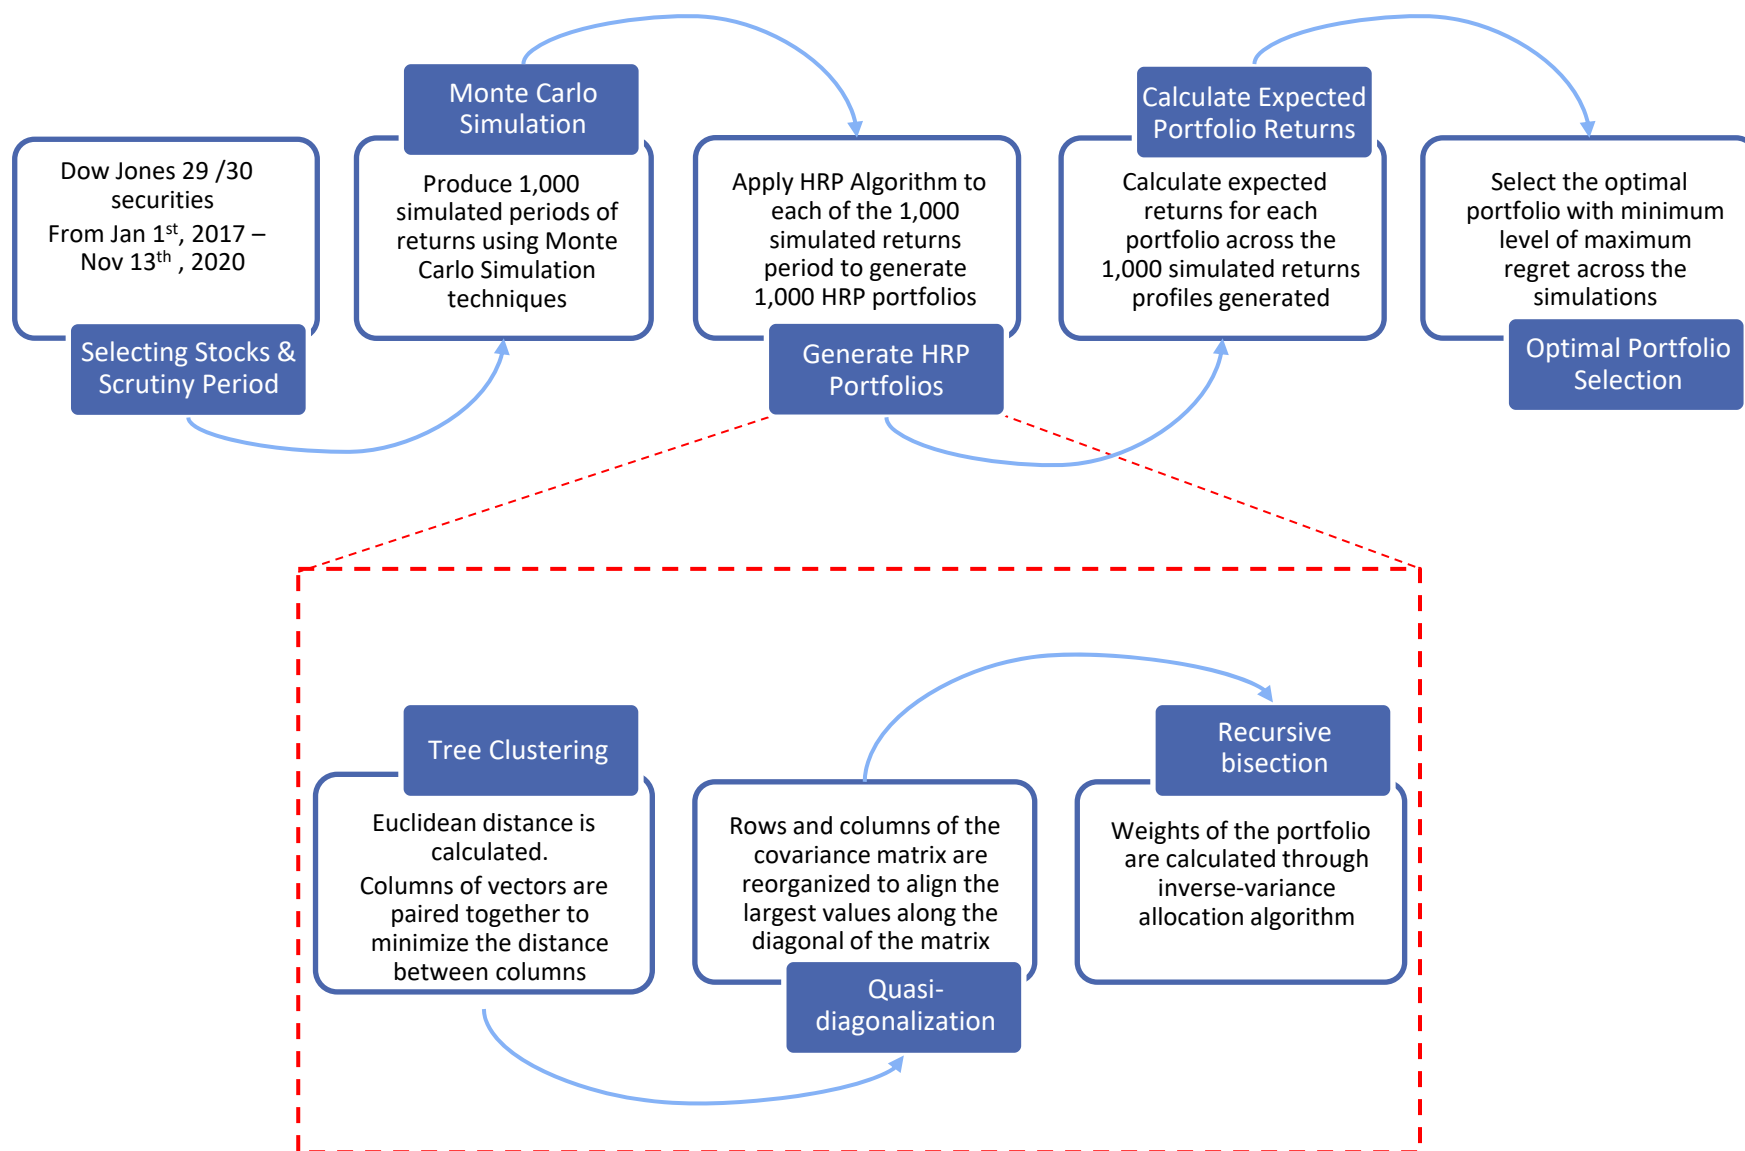 Dow Jones 29 /30
securities
From Jan 1st, 2017 –
Nov 13th , 2020
Selecting Stocks &
Scrutiny Period
Monte Carlo
Simulation
Produce 1,000
simulated periods of
returns using Monte
Carlo Simulation
techniques
Apply HRP Algorithm to
each of the 1,000
simulated returns
period to generate
1,000 HRP portfolios
Generate HRP
Portfolios
Calculate Expected
Portfolio Returns
Calculate expected
returns for each
portfolio across the
1,000 simulated returns
profiles generated
Select the optimal
portfolio with minimum
level of maximum
regret across the
simulations
Optimal Portfolio
Selection
Tree Clustering
Euclidean distance is
calculated.
Columns of vectors are
paired together to
minimize the distance
between columns
Rows and columns of the
covariance matrix are
reorganized to align the
largest values along the
diagonal of the matrix
Quasi-
diagonalization
Recursive
bisection
Weights of the portfolio
are calculated through
inverse-variance
allocation algorithm